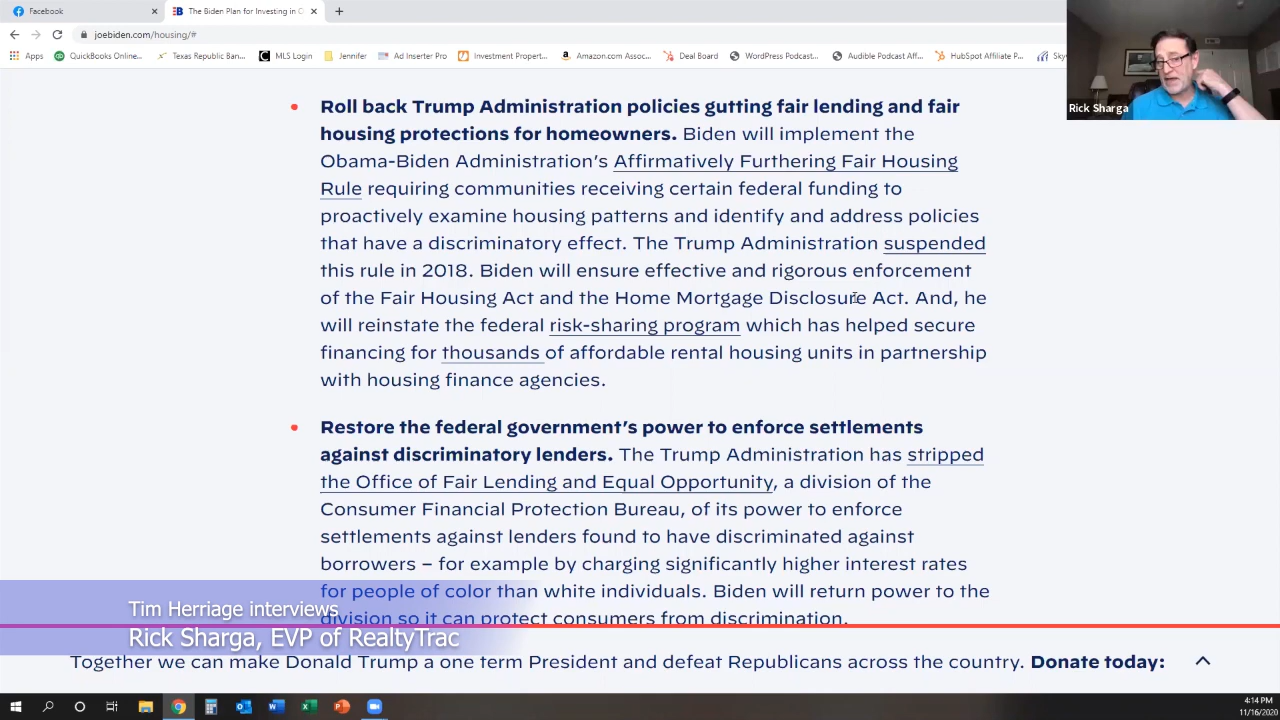 Facebook
The Biden Plan for Investing in O
joebiden.com/housing/#
Apps QuickBooks Online... Texas Republic Ban... MLS Login Jennifer Ad Inserter Pro Investment Propert... Amazon.com Assoc... Deal Board WordPress Podcast... Audible Podcast Aff... HubSpot Affiliate P... Sky
Rick Sharga
Roll back Trump Administration policies gutting fair lending and fair
housing protections for homeowners. Biden will implement the
Obama-Biden Administration’s Affirmatively Furthering Fair Housing
Rule requiring communities receiving certain federal funding to
proactively examine housing patterns and identify and address policies
that have a discriminatory effect. The Trump Administration suspended
this rule in 2018. Biden will ensure effective and rigorous enforcement
of the Fair Housing Act and the Home Mortgage Disclosure Act. And, he
will reinstate the federal risk-sharing program which has helped secure
financing for thousands of affordable rental housing units in partnership
with housing finance agencies.
Restore the federal government’s power to enforce settlements
against discriminatory lenders. The Trump Administration has stripped
the Office of Fair Lending and Equal Opportunity, a division of the
Consumer Financial Protection Bureau, of its power to enforce
settlements against lenders found to have discriminated against
borrowers – for example by charging significantly higher interest rates
for people of color than white individuals. Biden will return power to the
division so it can protect consumers from discrimination.
Tim Herriage interviews
Rick Sharga, EVP of RealtyTrac
Together we can make Donald Trump a one term President and defeat Republicans across the country. Donate today:
4:14 PM
11/16/2020